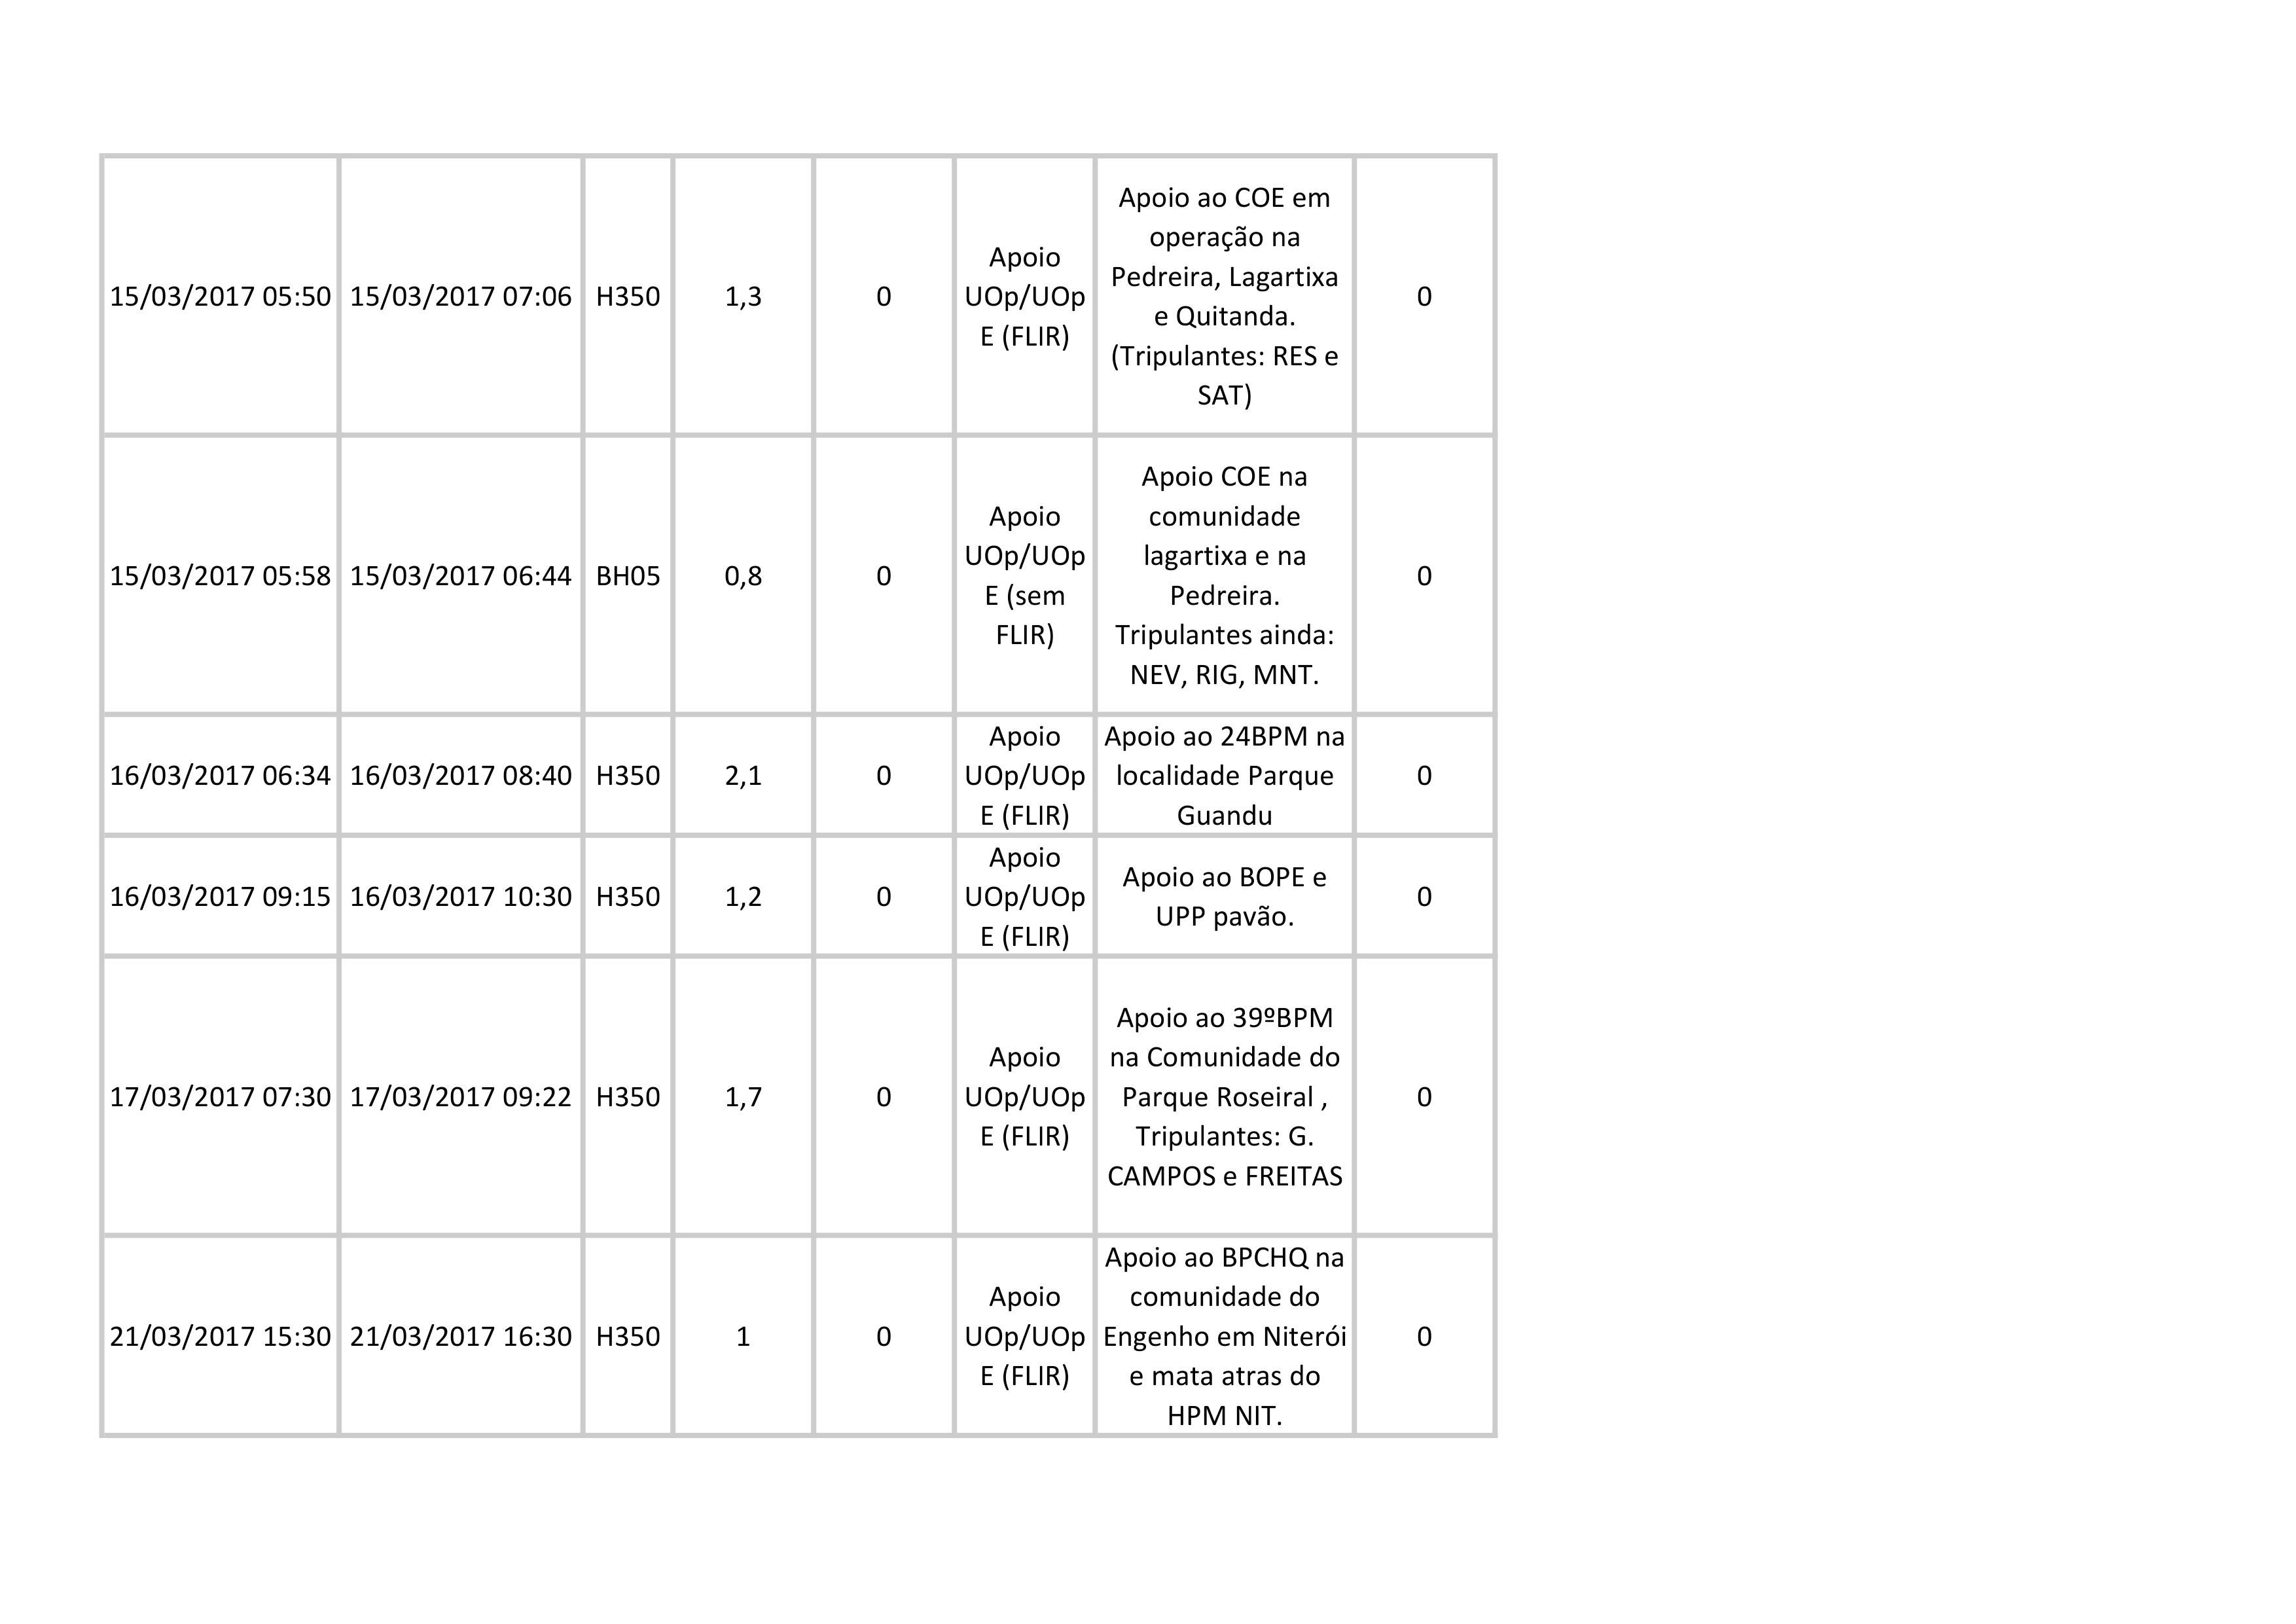 15/03/2017 05:50 15/03/2017 07:06 H350 1,3 0 Apoio
UOp/UOp
E (FLIR) Apoio ao COE em
operação na
Pedreira, Lagartixa
e Quitanda.
(Tripulantes: RES e
SAT) 0
15/03/2017 05:58 15/03/2017 06:44 BH05 0,8 0 Apoio
UOp/UOp
E (sem
FLIR) Apoio COE na
comunidade
lagartixa e na
Pedreira.
Tripulantes ainda:
NEV, RIG, MNT. 0
16/03/2017 06:34 16/03/2017 08:40 H350 2,1 0 Apoio
UOp/UOp
E (FLIR) Apoio ao 24BPM na
localidade Parque
Guandu 0
16/03/2017 09:15 16/03/2017 10:30 H350 1,2 0 Apoio
UOp/UOp
E (FLIR) Apoio ao BOPE e
UPP pavão. 0
17/03/2017 07:30 17/03/2017 09:22 H350 1,7 0 Apoio
UOp/UOp
E (FLIR) Apoio ao 39ºBPM
na Comunidade do
Parque Roseiral ,
Tripulantes: G.
CAMPOS e FREITAS 0
21/03/2017 15:30 21/03/2017 16:30 H350 1 0 Apoio
UOp/UOp
E (FLIR) Apoio ao BPCHQ na
comunidade do
Engenho em Niterói
e mata atras do
HPM NIT. 0